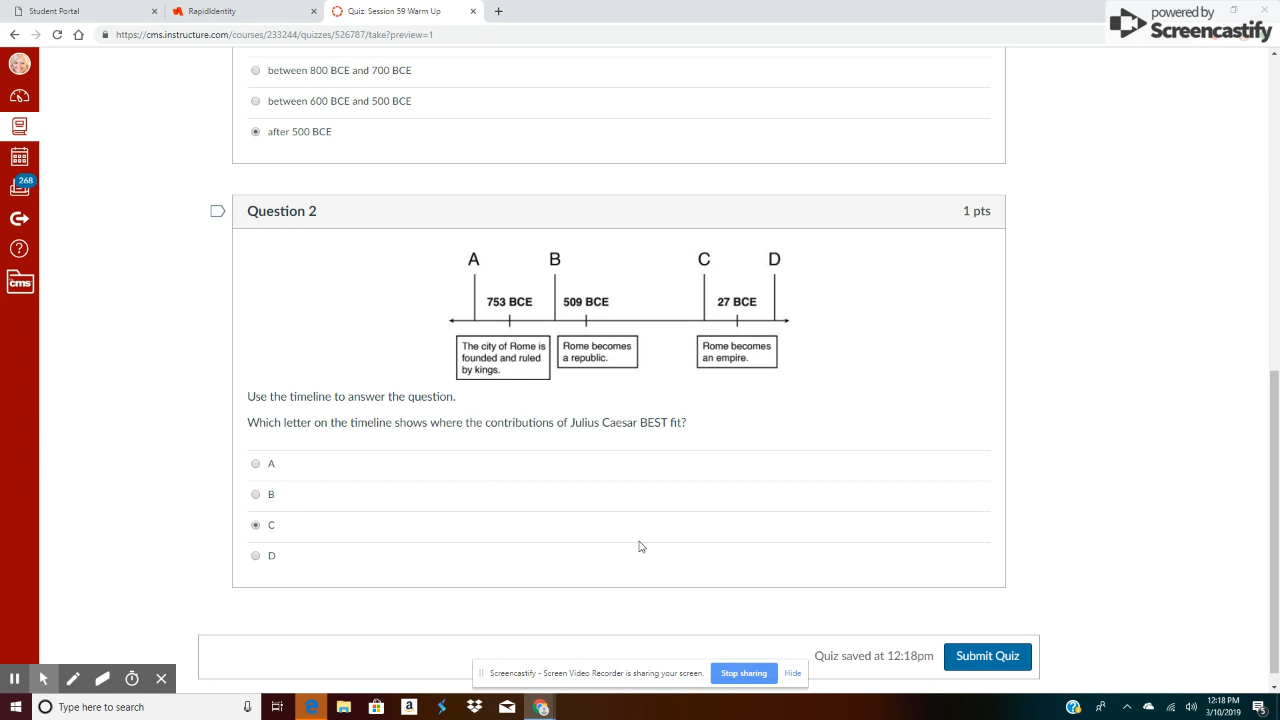 Student Portal
RapidIdentity
Quiz: Session 59 Warm Up
powered by
Screencastify
https://cms.instructure.com/courses/233244/quizzes/526787/take?preview=1
between 800 BCE and 700 BCE
between 600 BCE and 500 BCE
after 500 BCE
268
cms
Question 2
1 pts
A B C D
753 BCE 509 BCE 27 BCE
The city of Rome is
founded and ruled
by kings.
Rome becomes
a republic.
Rome becomes
an empire.
Use the timeline to answer the question.
Which letter on the timeline shows where the contributions of Julius Caesar BEST fit?
A
B
C
D
Quiz saved at 12:18pm
Submit Quiz
Screencastify - Screen Video Recorder is sharing your screen.
Stop sharing
Hide
Type here to search
12:18 PM
3/10/2019
5